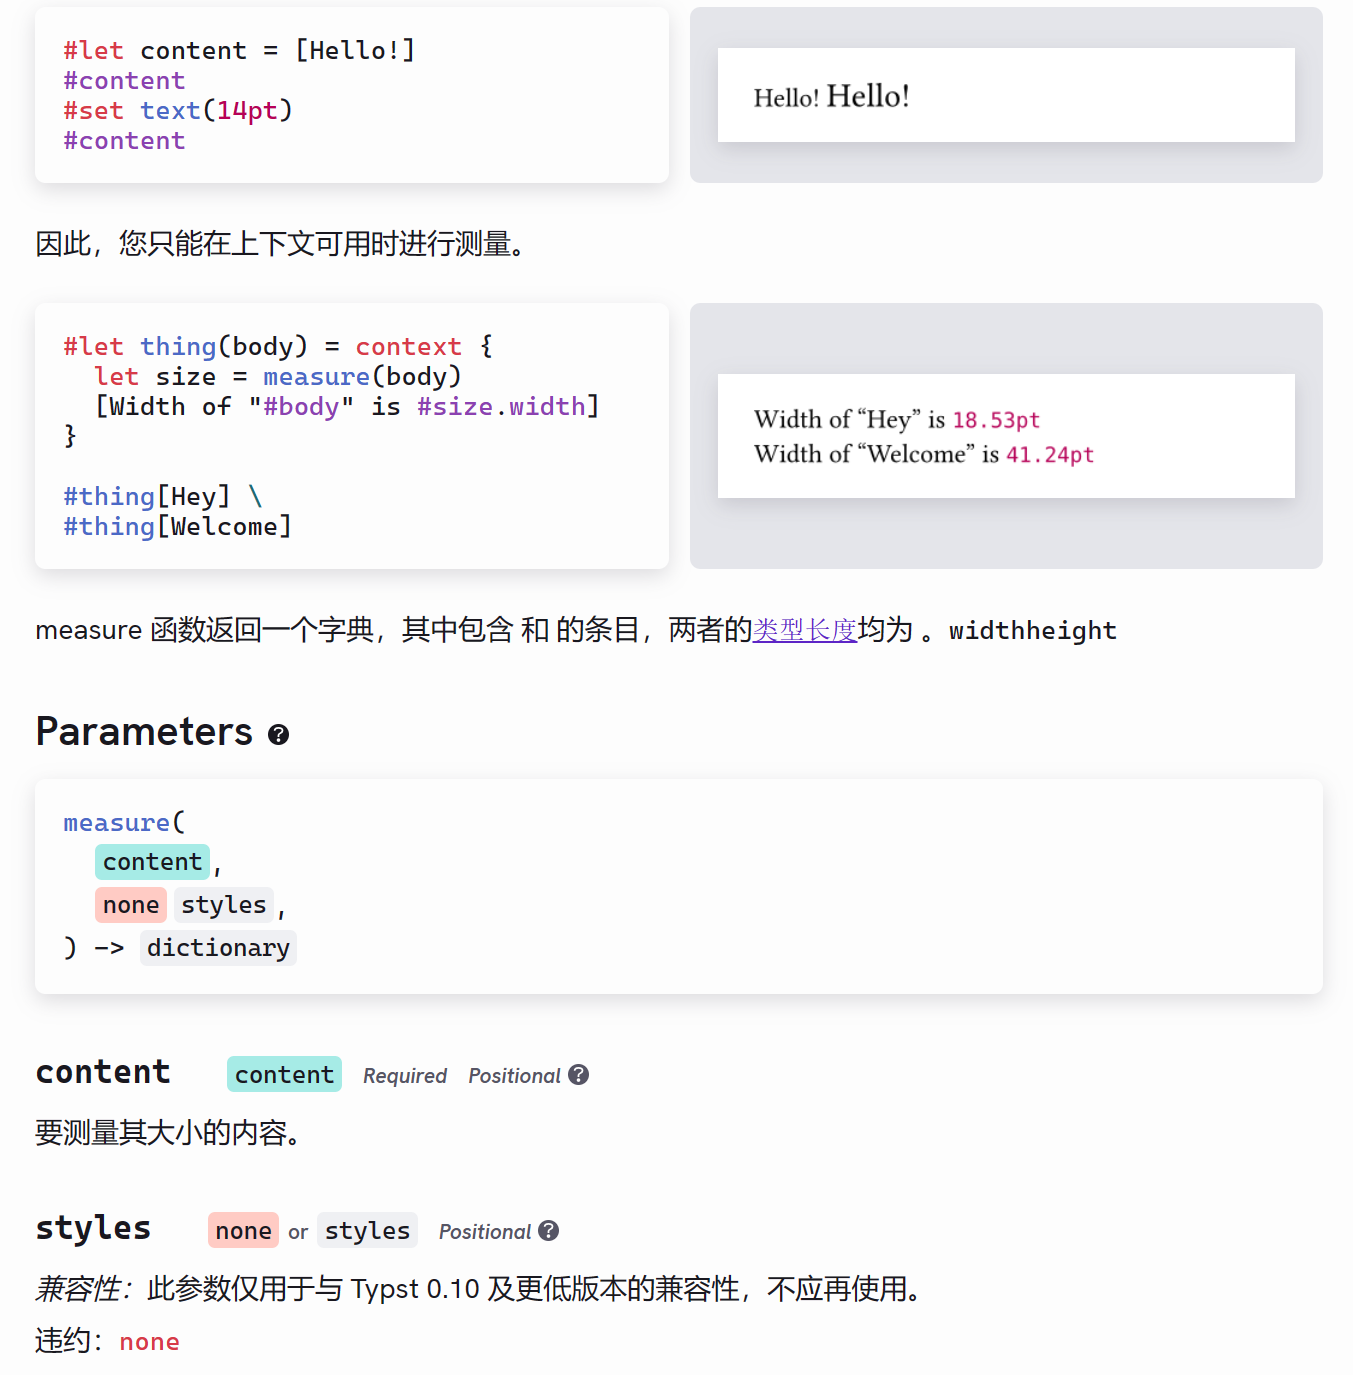 #let content = [Hello!]
#content
#set text(14pt)
#content
Hello! Hello!
因此，您只能在上下文可用时进行测量。
#let thing(body) = context {
  let size = measure(body)
  [Width of "#body" is #size.width]
}
#thing[Hey] \
#thing[Welcome]
Width of “Hey” is 18.53pt
Width of “Welcome” is 41.24pt
measure 函数返回一个字典，其中包含 和 的条目，两者的类型长度均为 。widthheight
Parameters ?
measure(
  content,
  none styles,
) -> dictionary
content content Required Positional ?
要测量其大小的内容。
styles none or styles Positional ?
兼容性：此参数仅用于与 Typst 0.10 及更低版本的兼容性，不应再使用。
违约：none